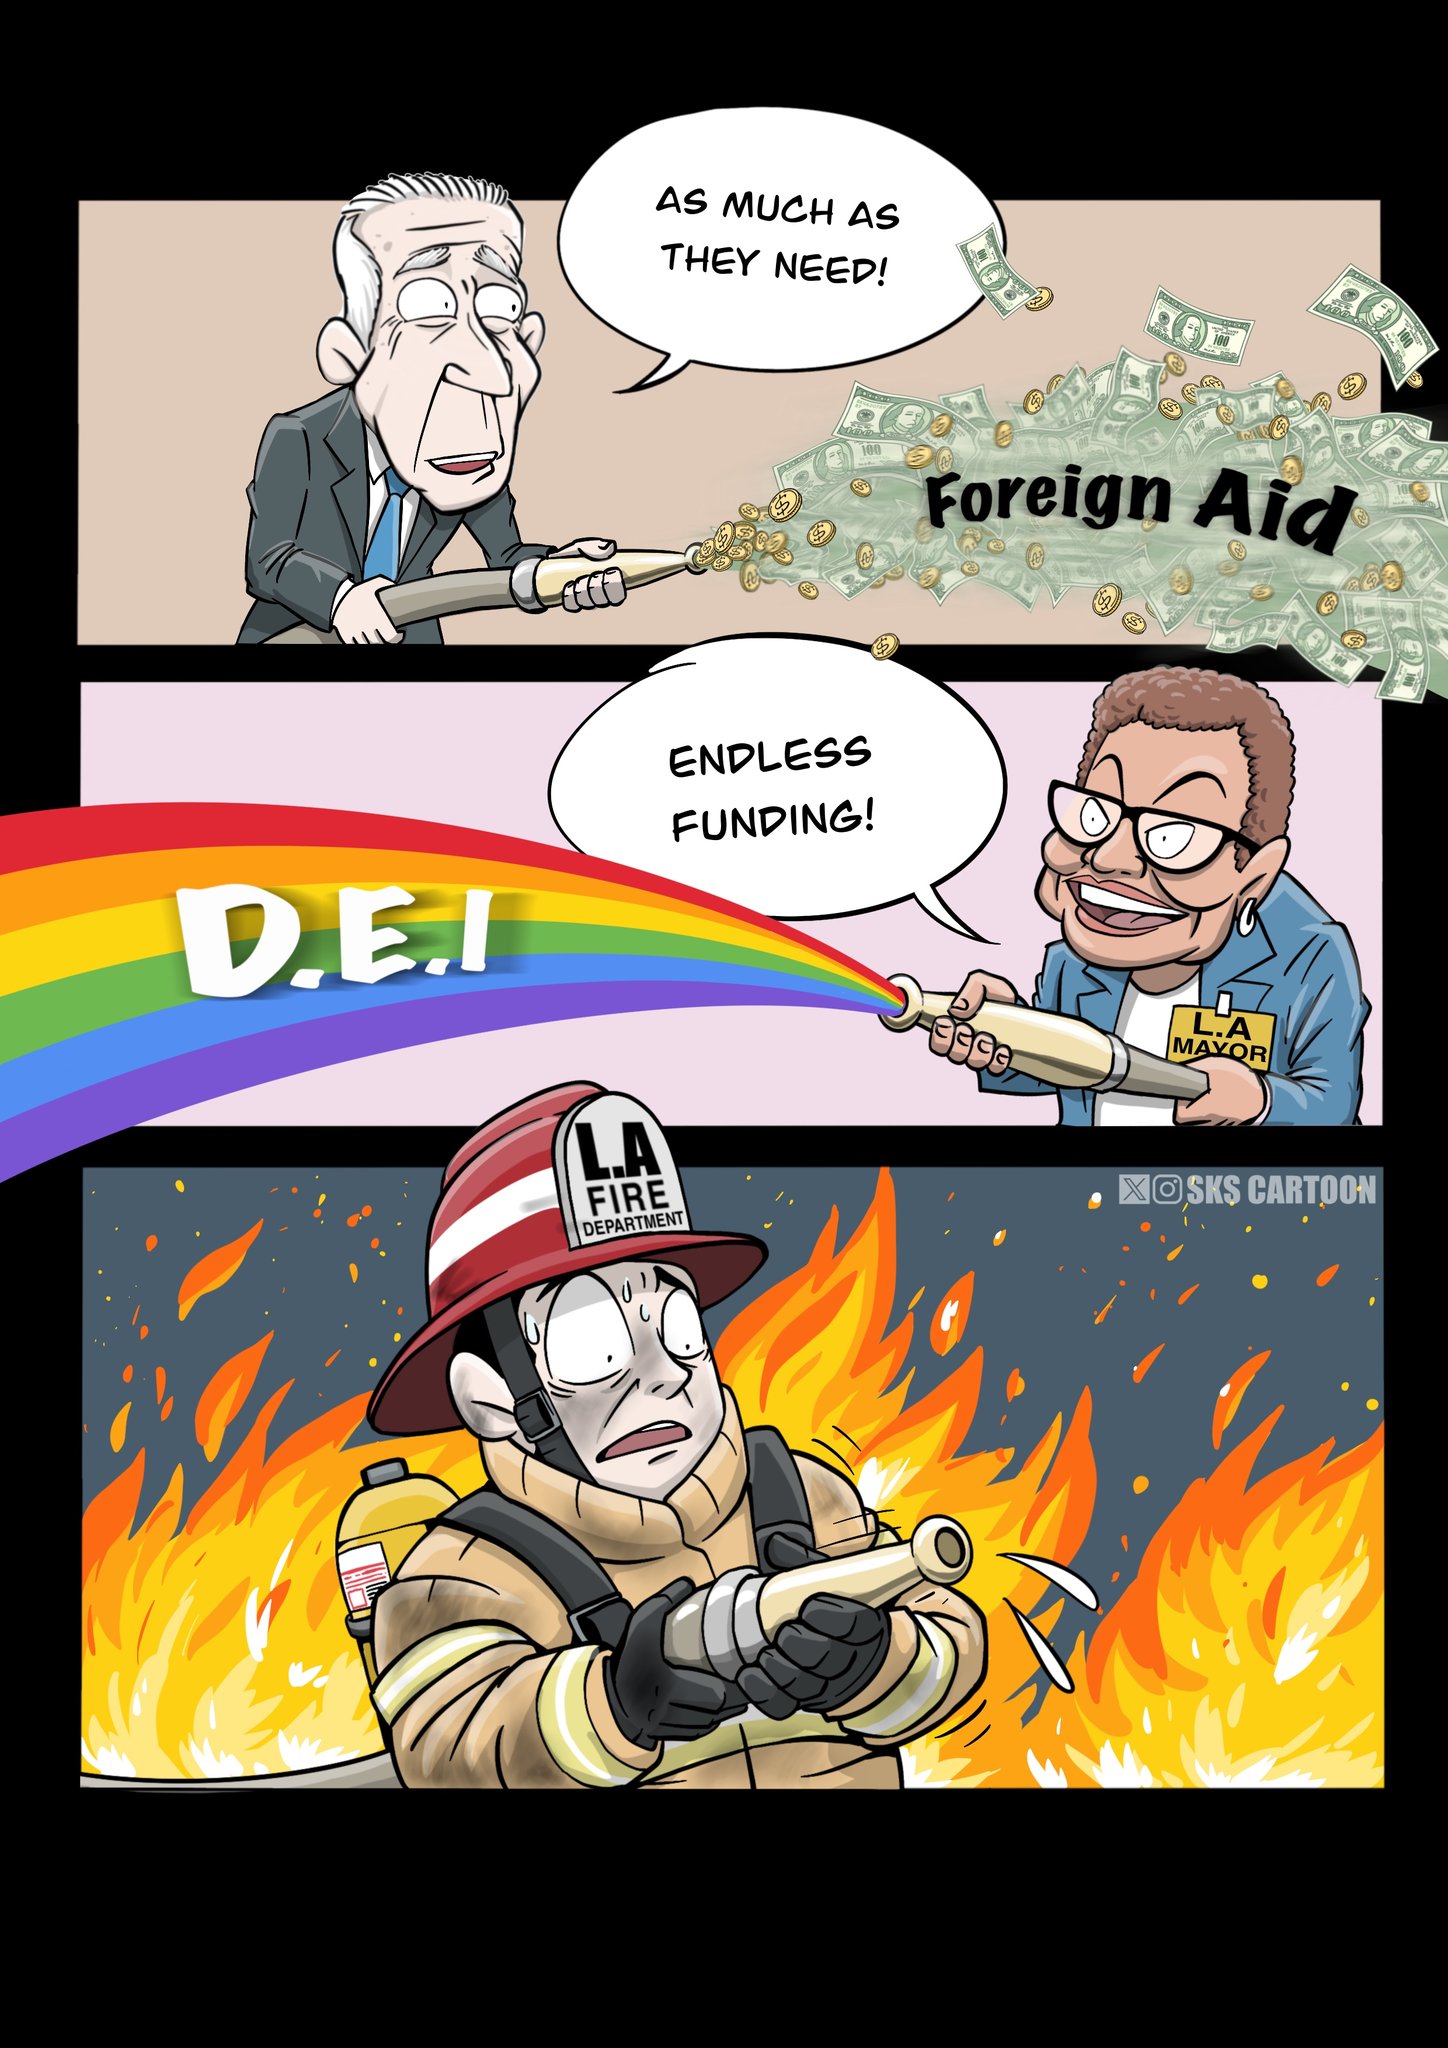 AS MUCH AS
THEY NEED!
Foreign Aid
ENDLESS
FUNDING!
D.E.I
L.A
MAYOR
L.A
FIRE
DEPARTMENT
SKS CARTOON